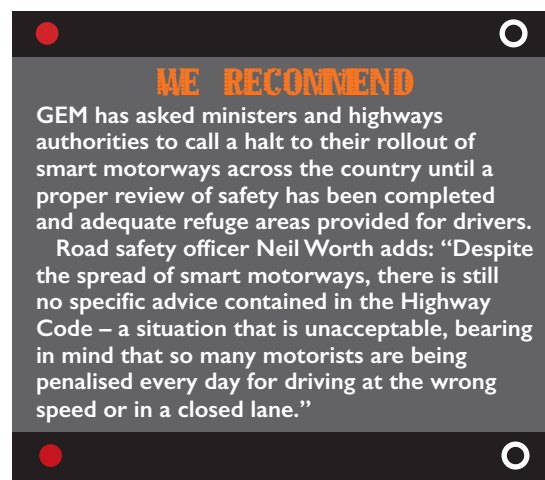 WE RECOMMEND
GEM has asked ministers and highways
authorities to call a halt to their rollout of
smart motorways across the country until a
proper review of safety has been completed
and adequate refuge areas provided for drivers.
Road safety officer Neil Worth adds: “Despite
the spread of smart motorways, there is still
no specific advice contained in the Highway
Code – a situation that is unacceptable, bearing
in mind that so many motorists are being
penalised every day for driving at the wrong
speed or in a closed lane.”